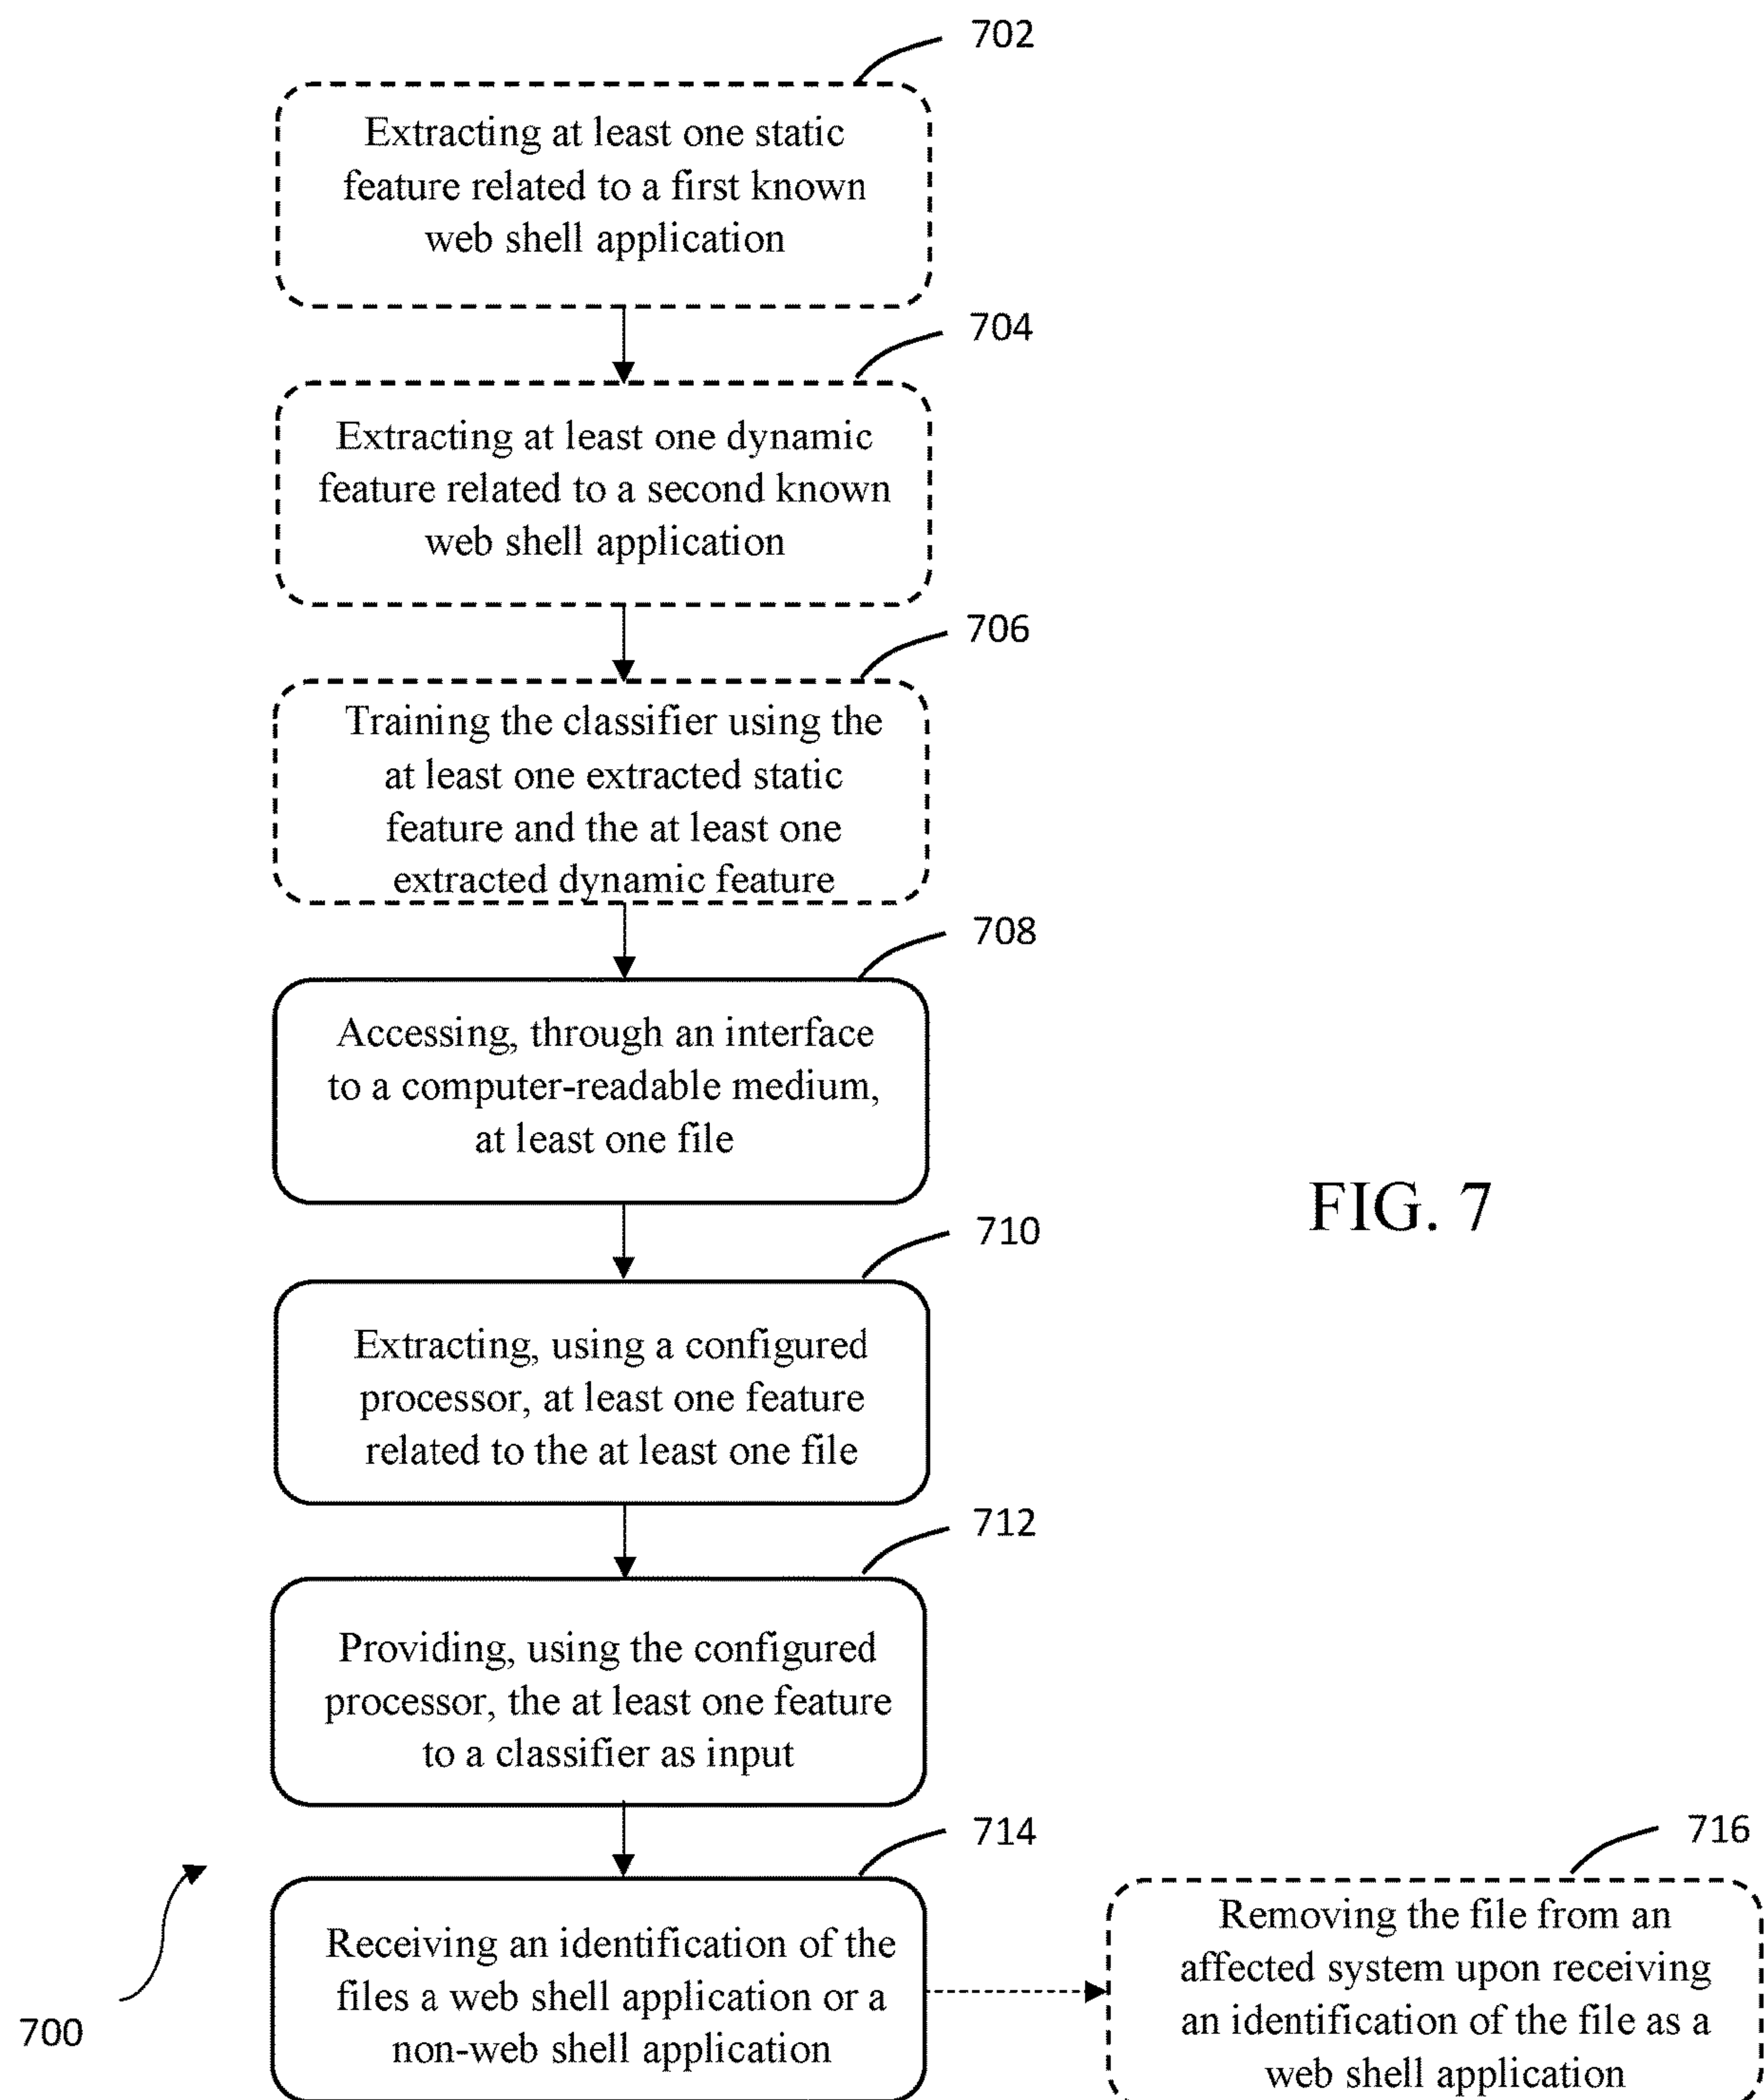 702
Extracting at least one static
feature related to a first known
web shell application
704
Extracting at least one dynamic
feature related to a second known
web shell application
706
Training the classifier using the
at least one extracted static
feature and the at least one
extracted dynamic feature
708
Accessing, through an interface
to a computer-readable medium,
at least one file
FIG. 7
710
Extracting, using a configured
processor, at least one feature
related to the at least one file
712
Providing, using the configured
processor, the at least one feature
to a classifier as input
714
Receiving an identification of the
files a web shell application or a
non-web shell application
716
Removing the file from an
affected system upon receiving
an identification of the file as a
web shell application
700